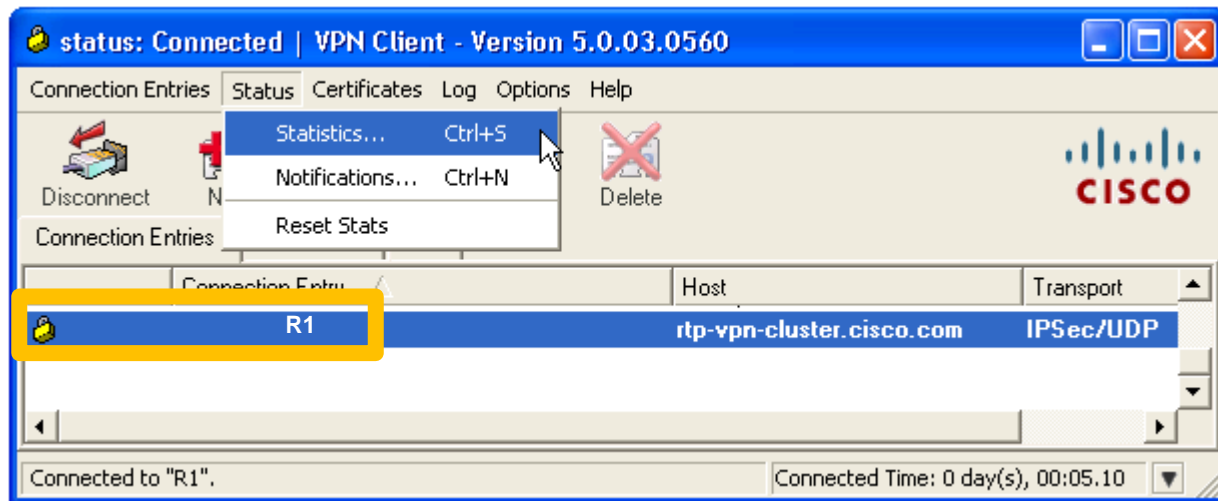 status: Connected | VPN Client - Version 5.0.03.0560
Connection Entries Status Certificates Log Options Help
Statistics... Ctrl+S
Notifications... Ctrl+N
Reset Stats
Disconnect
Delete
CISCO
Connection Entries
Connection Entry Host Transport
R1 rtp-vpn-cluster.cisco.com IPSec/UDP
Connected to "R1". Connected Time: 0 day(s), 00:05.10